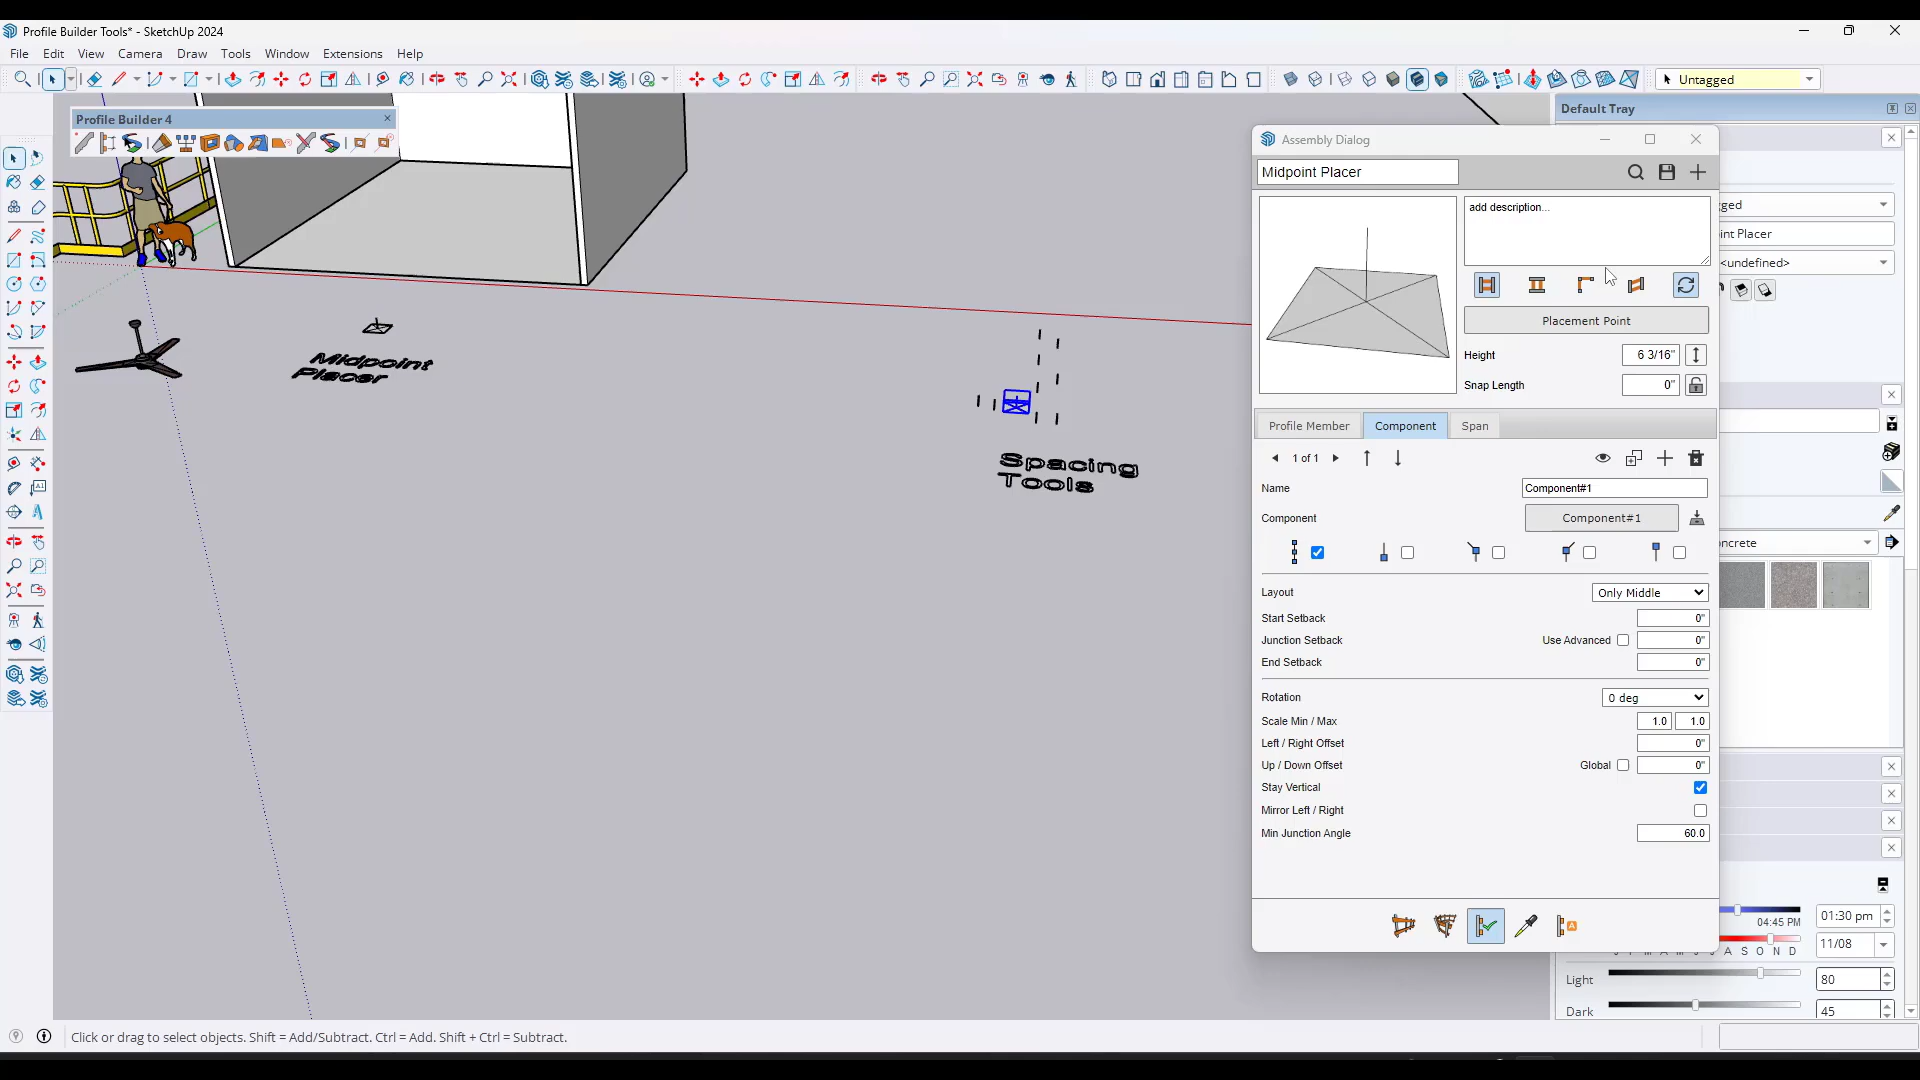 Profile Builder Tools* - SketchUp 2024
File Edit View Camera Draw Tools Window Extensions Help
Untagged
Profile Builder 4
Default Tray
Assembly Dialog
Midpoint Placer
add description...
Placement Point
Height 6 3/16"
Snap Length 0"
Profile Member Component Span
1 of 1
Name Component#1
Component Component#1
Layout Only Middle
Start Setback 0"
Junction Setback Use Advanced 0"
End Setback 0"
Rotation 0 deg
Scale Min / Max 1.0 1.0
Left / Right Offset 0"
Up / Down Offset Global 0"
Stay Vertical
Mirror Left / Right
Min Junction Angle 60.0
gged
int Placer
<undefined>
ncrete
Midpoint
Placer
Spacing
Tools
04:45 PM 01:30 pm
J F M A M J J A S O N D 11/08
Light 80
Dark 45
Click or drag to select objects. Shift = Add/Subtract. Ctrl = Add. Shift + Ctrl = Subtract.